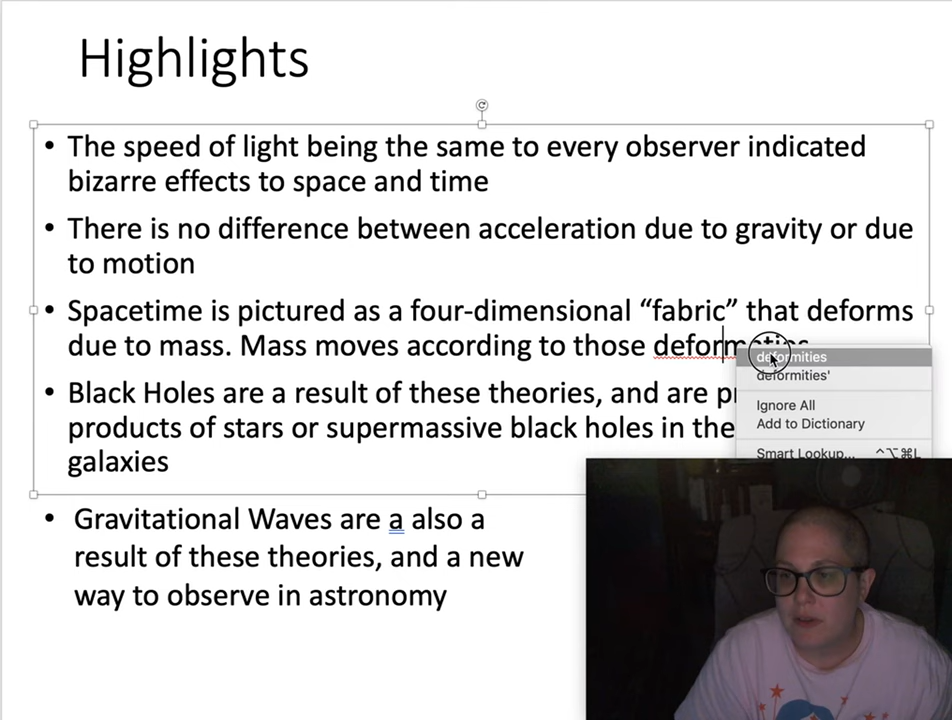 Highlights
• The speed of light being the same to every observer indicated
bizarre effects to space and time
• There is no difference between acceleration due to gravity or due
to motion
• Spacetime is pictured as a four-dimensional “fabric” that deforms
due to mass. Mass moves according to those
deformities
deformities'
Ignore All
Add to Dictionary
Smart Lookup... ^⌥⌘L
• Black Holes are a result of these theories, and are
products of stars or supermassive black holes in the
galaxies
• Gravitational Waves are a also a
result of these theories, and a new
way to observe in astronomy